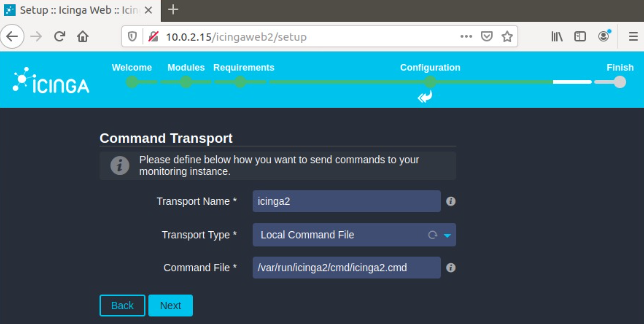 Setup :: Icinga Web :: Icin
10.0.2.15/icingaweb2/setup
Welcome Modules Requirements Configuration Finish
ICINGA
Command Transport
Please define below how you want to send commands to your
monitoring instance.
Transport Name * icinga2
Transport Type * Local Command File
Command File * /var/run/icinga2/cmd/icinga2.cmd
Back Next